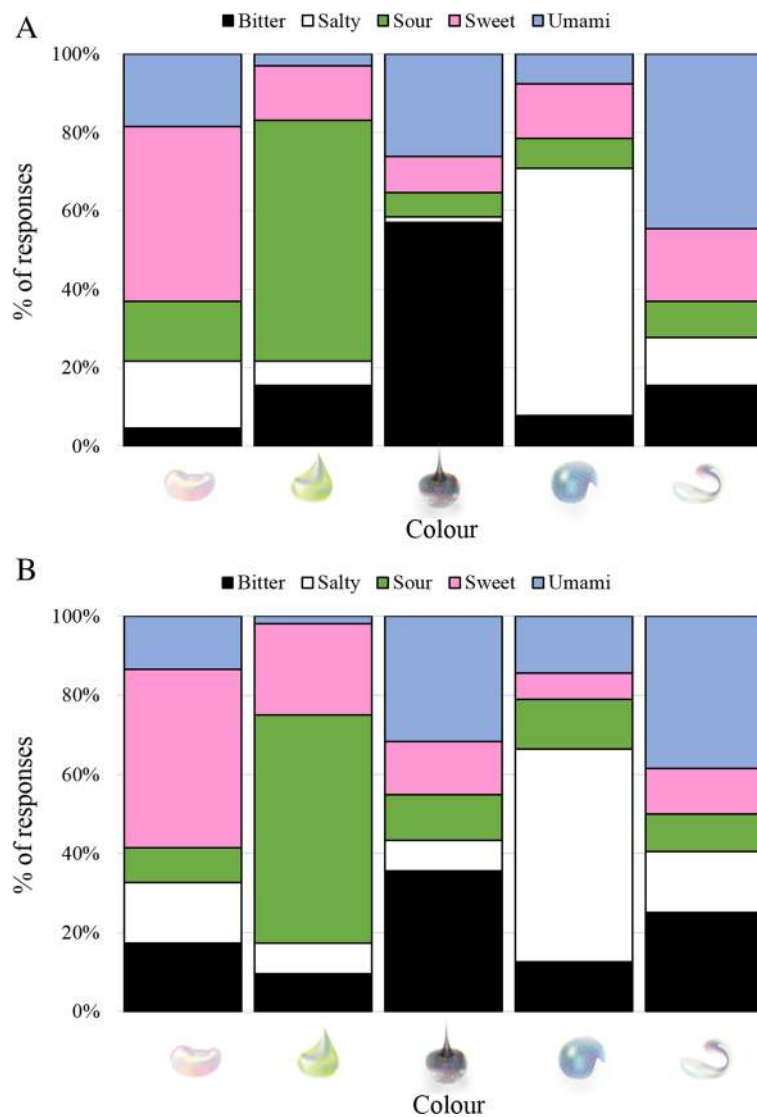 A
Bitter Salty Sour Sweet Umami
100%
80%
60%
40%
20%
0%
% of responses
Colour
B
Bitter Salty Sour Sweet Umami
100%
80%
60%
40%
20%
0%
% of responses
Colour